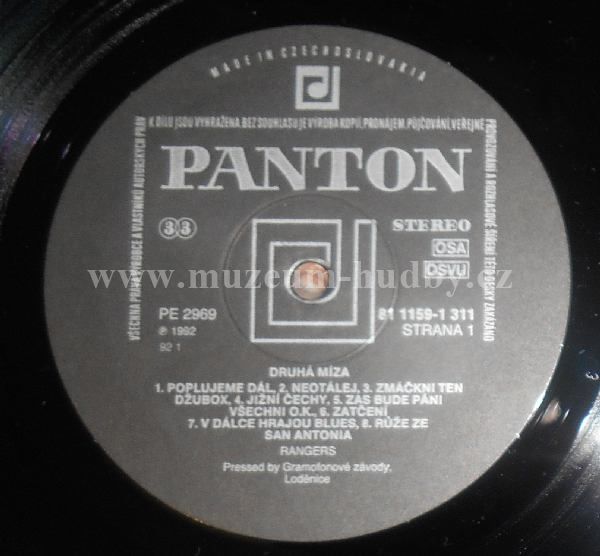 MADE IN CZECHOSLOVAKIA
VŠECHNA PRÁVA VÝROBCE A VLASTNÍKŮ AUTORSKÝCH PRÁV
K DÍLU JSOU VYHRAŽENA. BEZ SOUHLASU JE VÝROBA KOPIÍ, PRONÁJEM, PŮJČOVÁNÍ, VEŘEJNÉ
PROVOZOVÁNÍ A ROZHLASOVÉ ŠÍŘENÍ TÉTO DESKY ZAKÁZÁNO
PANTON
33
STEREO
OSA
OSVU
www.muzeum-hudby.cz
PE 2969
81 1159-1 311
℗ 1992
STRANA 1
92 1
DRUHÁ MÍZA
1. POPLUJEME DÁL, 2. NEOTÁLEJ, 3. ZMÁČKNI TEN
DŽUBOX, 4. JIŽNÍ ČECHY, 5. ZAS BUDE PÁNI
VŠECHNI O.K., 6. ZATČENÍ
7. V DÁLCE HRAJOU BLUES, 8. RŮŽE ZE
SAN ANTONIA
RANGERS
Pressed by Gramofonové závody,
Loděnice